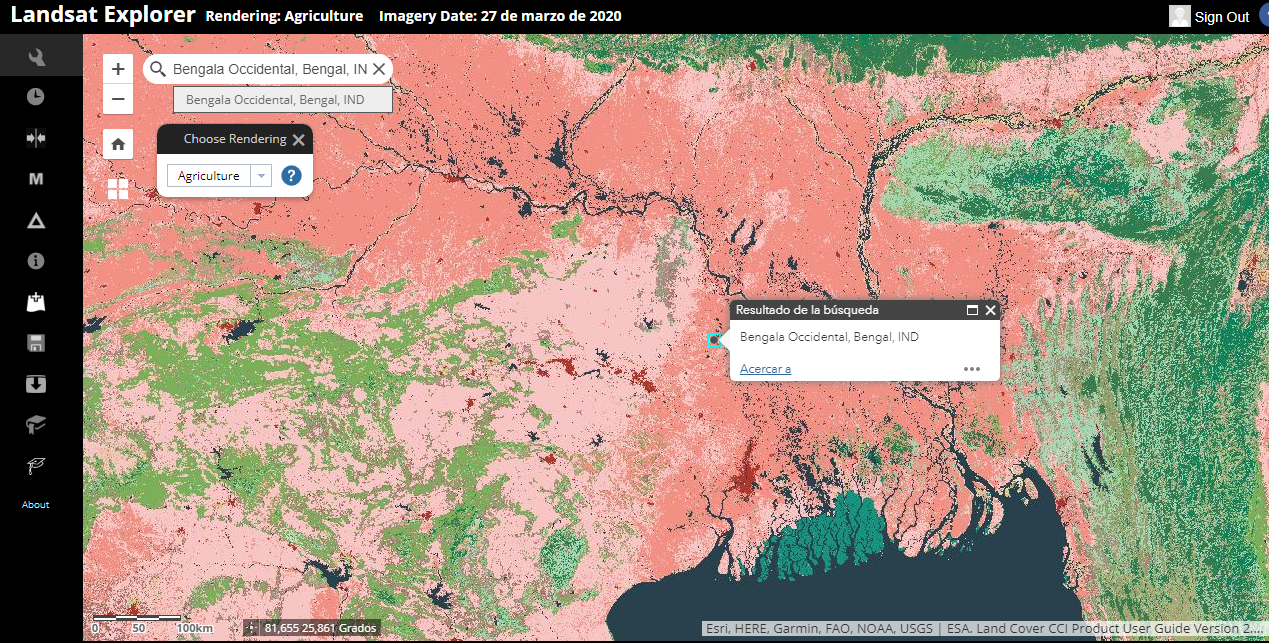 Landsat Explorer Rendering: Agriculture Imagery Date: 27 de marzo de 2020
Sign Out
Bengala Occidental, Bengal, IN
Bengala Occidental, Bengal, IND
Choose Rendering
Agriculture
?
M
Resultado de la búsqueda
Bengala Occidental, Bengal, IND
Acercar a
About
0 50 100km
81,655 25,861 Grados
Esri, HERE, Garmin, FAO, NOAA, USGS | ESA. Land Cover CCI Product User Guide Version 2....